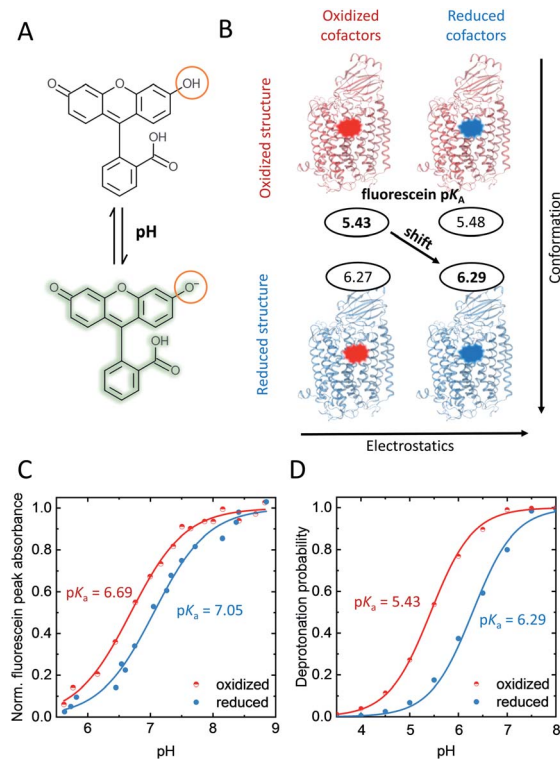 A
O
O
OH
OH
O
pH
O
O
O⁻
OH
O
B
Oxidized
cofactors
Reduced
cofactors
Oxidized structure
fluorescein pKA
5.43
5.48
shift
6.27
6.29
Reduced structure
Conformation
Electrostatics
C
Norm. fluorescein peak absorbance
1.0
0.8
0.6
0.4
0.2
0.0
pKa = 6.69
pKa = 7.05
oxidized
reduced
6 7 8 9
pH
D
Deprotonation probability
1.0
0.8
0.6
0.4
0.2
0.0
pKa = 5.43
pKa = 6.29
oxidized
reduced
4 5 6 7 8
pH